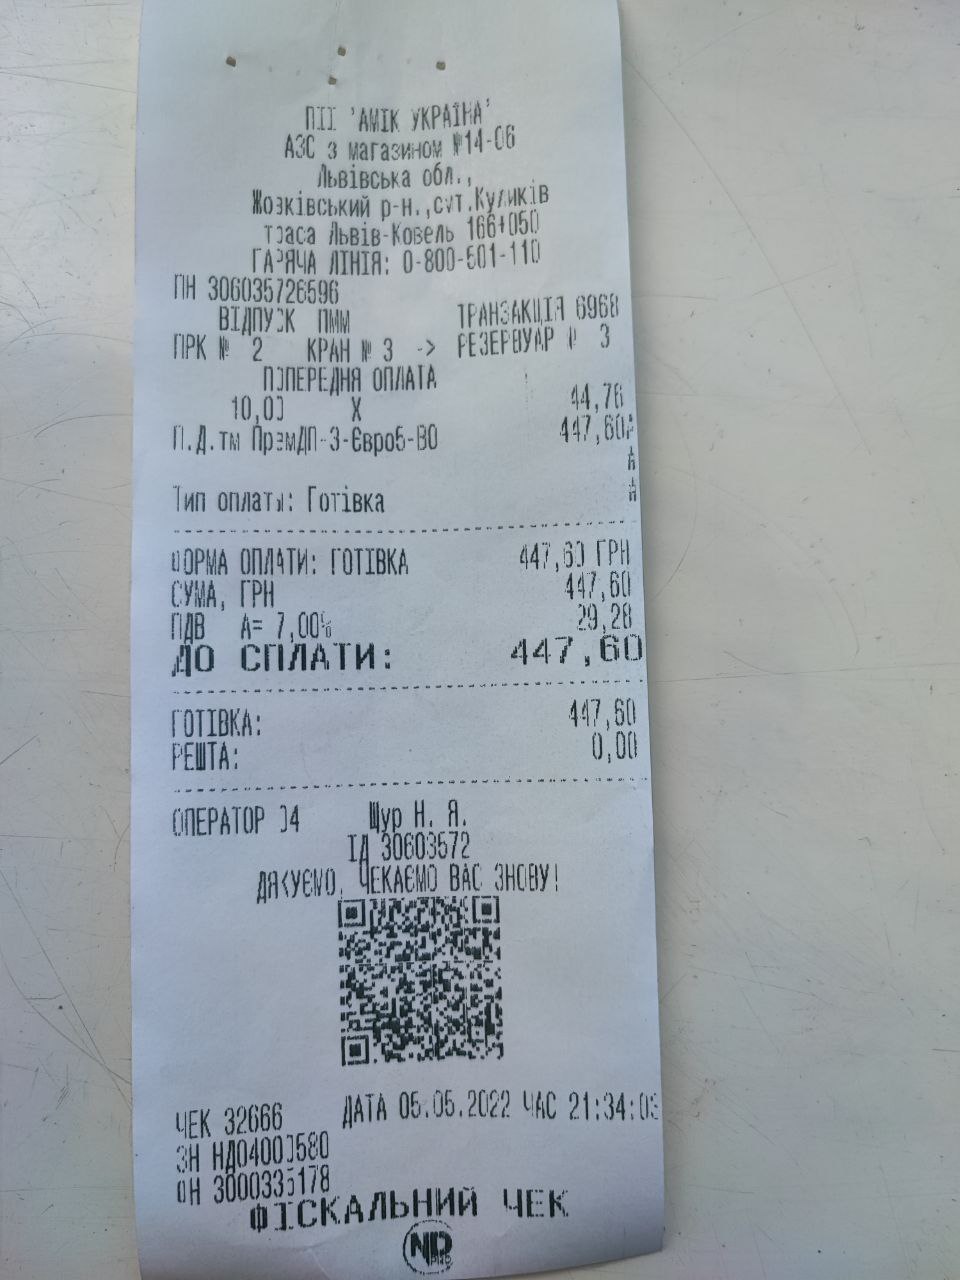 ПІІ 'АМІК УКРАЇНА'
АЗС з магазином №14-06
Львівська обл.,
Жовківський р-н.,смт.Куликів
траса Львів-Ковель 166+050
ГАРЯЧА ЛІНІЯ: 0-800-501-110
ПН 306035726596
ВІДПУСК ПММ ТРАНЗАКЦІЯ 6968
ПРК № 2 КРАН № 3 -> РЕЗЕРВУАР № 3
ПОПЕРЕДНЯ ОПЛАТА
10,00 X 44,76
П.Д.тм ПремДП-З-Євро5-ВО 447,60А
А
Тип оплаты: Готівка А
ФОРМА ОПЛАТИ: ГОТІВКА 447,60 ГРН
СУМА, ГРН 447,60
ПДВ А= 7,00% 29,28
ДО СПЛАТИ: 447,60
ГОТІВКА: 447,60
РЕШТА: 0,00
ОПЕРАТОР 04 Щур Н. Я.
ІД 30603572
ДЯКУЄМО, ЧЕКАЄМО ВАС ЗНОВУ!
ЧЕК 32666 ДАТА 05.05.2022 ЧАС 21:34:03
ЗН НД04000580
ФН 3000335178
ФІСКАЛЬНИЙ ЧЕК